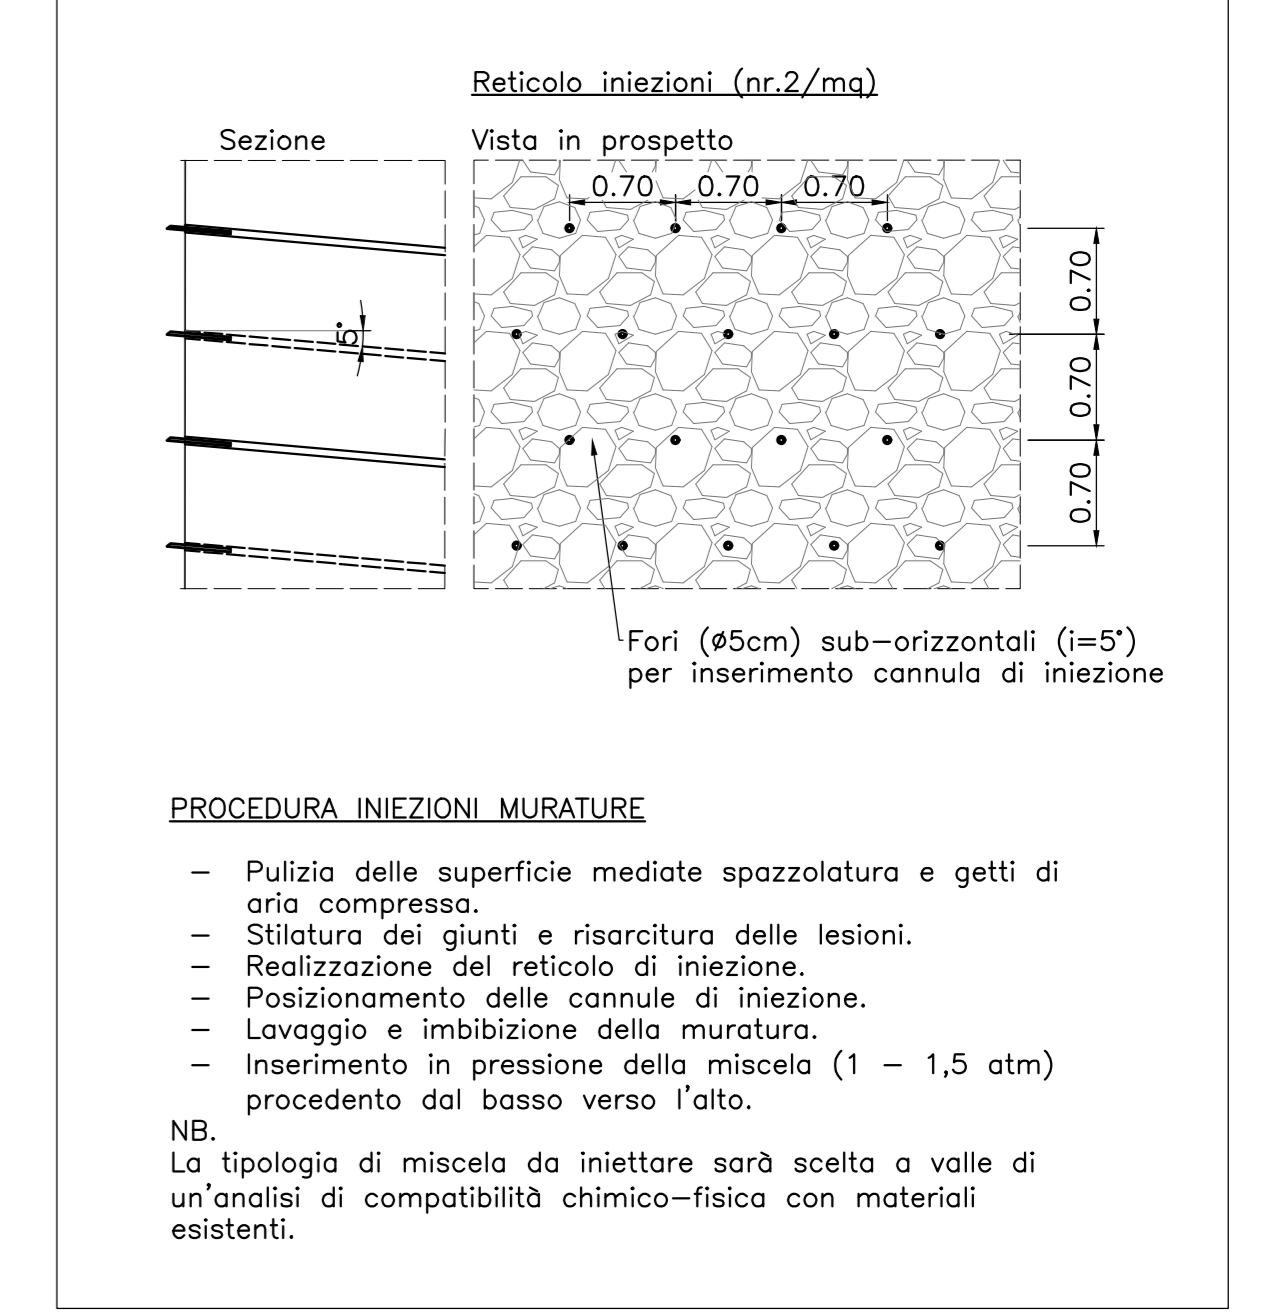 Reticolo iniezioni (nr.2/mq)
Sezione
Vista in prospetto
0.70 0.70 0.70
0.70
5°
0.70
0.70
Fori (ø5cm) sub-orizzontali (i=5°)
per inserimento cannula di iniezione
PROCEDURA INIEZIONI MURATURE
- Pulizia delle superficie mediate spazzolatura e getti di
aria compressa.
- Stilatura dei giunti e risarcitura delle lesioni.
- Realizzazione del reticolo di iniezione.
- Posizionamento delle cannule di iniezione.
- Lavaggio e imbibizione della muratura.
- Inserimento in pressione della miscela (1 - 1,5 atm)
procedento dal basso verso l'alto.
NB.
La tipologia di miscela da iniettare sarà scelta a valle di
un'analisi di compatibilità chimico-fisica con materiali
esistenti.